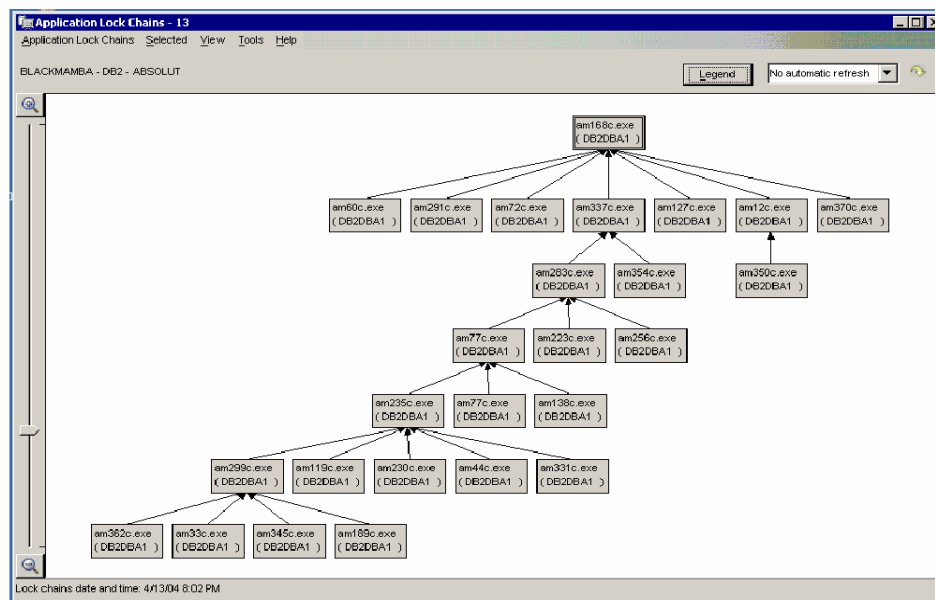 Application Lock Chains - 13
Application Lock Chains Selected View Tools Help
BLACKMAMBA - DB2 - ABSOLUT
Legend
No automatic refresh
am168c.exe
( DB2DBA1 )
am60c.exe
( DB2DBA1 )
am291c.exe
( DB2DBA1 )
am72c.exe
( DB2DBA1 )
am337c.exe
( DB2DBA1 )
am127c.exe
( DB2DBA1 )
am12c.exe
( DB2DBA1 )
am370c.exe
( DB2DBA1 )
am283c.exe
( DB2DBA1 )
am354c.exe
( DB2DBA1 )
am350c.exe
( DB2DBA1 )
am77c.exe
( DB2DBA1 )
am223c.exe
( DB2DBA1 )
am256c.exe
( DB2DBA1 )
am235c.exe
( DB2DBA1 )
am77c.exe
( DB2DBA1 )
am138c.exe
( DB2DBA1 )
am299c.exe
( DB2DBA1 )
am119c.exe
( DB2DBA1 )
am230c.exe
( DB2DBA1 )
am44c.exe
( DB2DBA1 )
am331c.exe
( DB2DBA1 )
am362c.exe
( DB2DBA1 )
am33c.exe
( DB2DBA1 )
am345c.exe
( DB2DBA1 )
am189c.exe
( DB2DBA1 )
Lock chains date and time: 4/13/04 8:02 PM